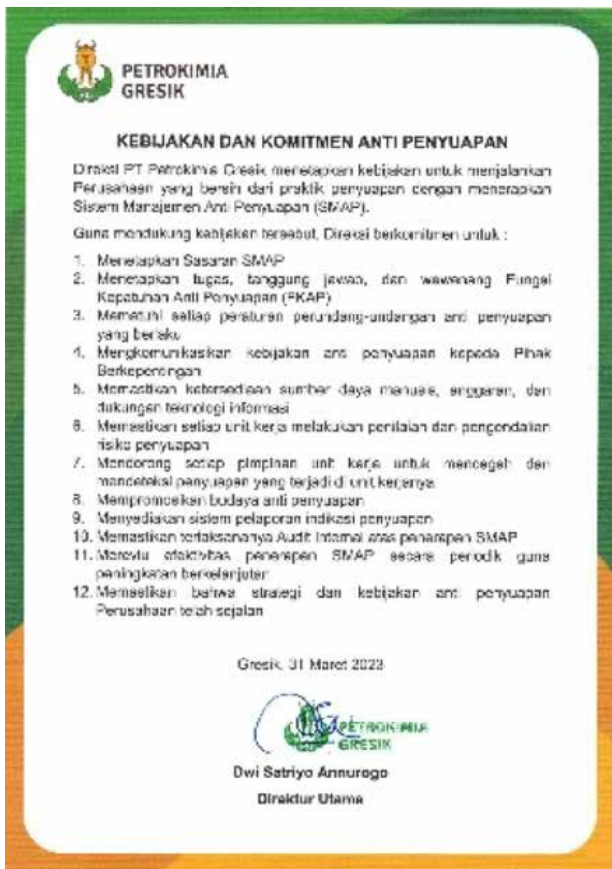 PETROKIMIA
GRESIK
KEBIJAKAN DAN KOMITMEN ANTI PENYUAPAN
Direksi PT Petrokimia Gresik menetapkan kebijakan untuk menjalankan
Perusahaan yang bersih dari praktik penyuapan dengan menerapkan
Sistem Manajemen Anti Penyuapan (SMAP).
Guna mendukung kebijakan tersebut, Direksi berkomitmen untuk :
1. Menetapkan Sasaran SMAP
2. Menetapkan tugas, tanggung jawab, dan wewenang Fungsi
Kepatuhan Anti Penyuapan (FKAP)
3. Mematuhi setiap peraturan perundang-undangan anti penyuapan
yang berlaku
4. Mengkomunikasikan kebijakan anti penyuapan kepada Pihak
Berkepentingan
5. Memastikan ketersediaan sumber daya manusia, anggaran, dan
dukungan teknologi informasi
6. Memastikan setiap unit kerja melakukan penilaian dan pengendalian
risiko penyuapan
7. Mendorong setiap pimpinan unit kerja untuk mencegah dan
mendeteksi penyuapan yang terjadi di unit kerjanya
8. Mempromosikan budaya anti penyuapan
9. Menyediakan sistem pelaporan indikasi penyuapan
10. Memastikan terlaksananya Audit Internal atas penerapan SMAP
11. Mereviu efektivitas penerapan SMAP secara periodik guna
peningkatan berkelanjutan
12. Memastikan bahwa strategi dan kebijakan anti penyuapan
Perusahaan telah sejalan
Gresik, 31 Maret 2023
PETROKIMIA
GRESIK
Dwi Satriyo Annurogo
Direktur Utama